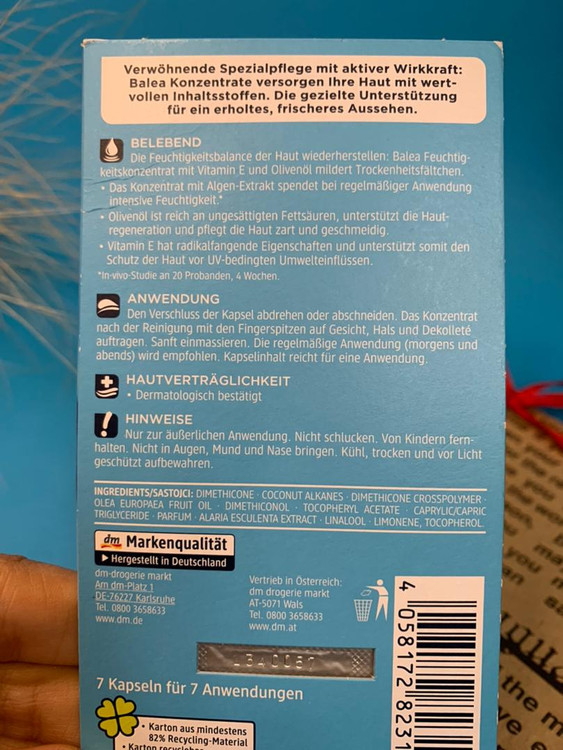 Verwöhnende Spezialpflege mit aktiver Wirkkraft:
Balea Konzentrate versorgen Ihre Haut mit wert-
vollen Inhaltsstoffen. Die gezielte Unterstützung
für ein erholtes, frischeres Aussehen.
BELEBEND
Die Feuchtigkeitsbalance der Haut wiederherstellen: Balea Feuchtig-
keitskonzentrat mit Vitamin E und Olivenöl mildert Trockenheitsfältchen.
• Das Konzentrat mit Algen-Extrakt spendet bei regelmäßiger Anwendung
intensive Feuchtigkeit.*
• Olivenöl ist reich an ungesättigten Fettsäuren, unterstützt die Haut-
regeneration und pflegt die Haut zart und geschmeidig.
• Vitamin E hat radikalfangende Eigenschaften und unterstützt somit den
Schutz der Haut vor UV-bedingten Umwelteinflüssen.
*In-vivo-Studie an 20 Probanden, 4 Wochen.
ANWENDUNG
Den Verschluss der Kapsel abdrehen oder abschneiden. Das Konzentrat
nach der Reinigung mit den Fingerspitzen auf Gesicht, Hals und Dekolleté
auftragen. Sanft einmassieren. Die regelmäßige Anwendung (morgens und
abends) wird empfohlen. Kapselinhalt reicht für eine Anwendung.
HAUTVERTRÄGLICHKEIT
• Dermatologisch bestätigt
HINWEISE
Nur zur äußerlichen Anwendung. Nicht schlucken. Von Kindern fern-
halten. Nicht in Augen, Mund und Nase bringen. Kühl, trocken und vor Licht
geschützt aufbewahren.
INGREDIENTS/SASTOJCI: DIMETHICONE · COCONUT ALKANES · DIMETHICONE CROSSPOLYMER ·
OLEA EUROPAEA FRUIT OIL · DIMETHICONOL · TOCOPHERYL ACETATE · CAPRYLIC/CAPRIC
TRIGLYCERIDE · PARFUM · ALARIA ESCULENTA EXTRACT · LINALOOL · LIMONENE, TOCOPHEROL.
dm Markenqualität
Hergestellt in Deutschland
dm-drogerie markt
Am dm-Platz 1
DE-76227 Karlsruhe
Tel. 0800 3658633
www.dm.de
Vertrieb in Österreich:
dm drogerie markt
AT-5071 Wals
Tel. 0800 3658633
www.dm.at
7 Kapseln für 7 Anwendungen
• Karton aus mindestens
82% Recycling-Material
4 058172 8231